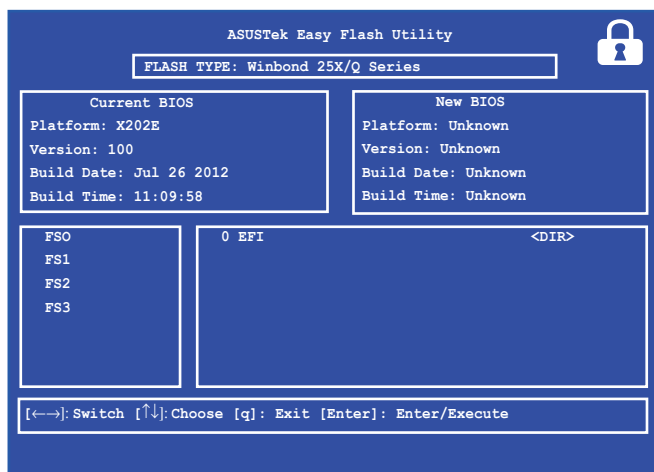 ASUSTek Easy Flash Utility
FLASH TYPE: Winbond 25X/Q Series
Current BIOS
Platform: X202E
Version: 100
Build Date: Jul 26 2012
Build Time: 11:09:58
New BIOS
Platform: Unknown
Version: Unknown
Build Date: Unknown
Build Time: Unknown
FSO
FS1
FS2
FS3
0 EFI <DIR>
[←→]: Switch [↑↓]: Choose [q]: Exit [Enter]: Enter/Execute